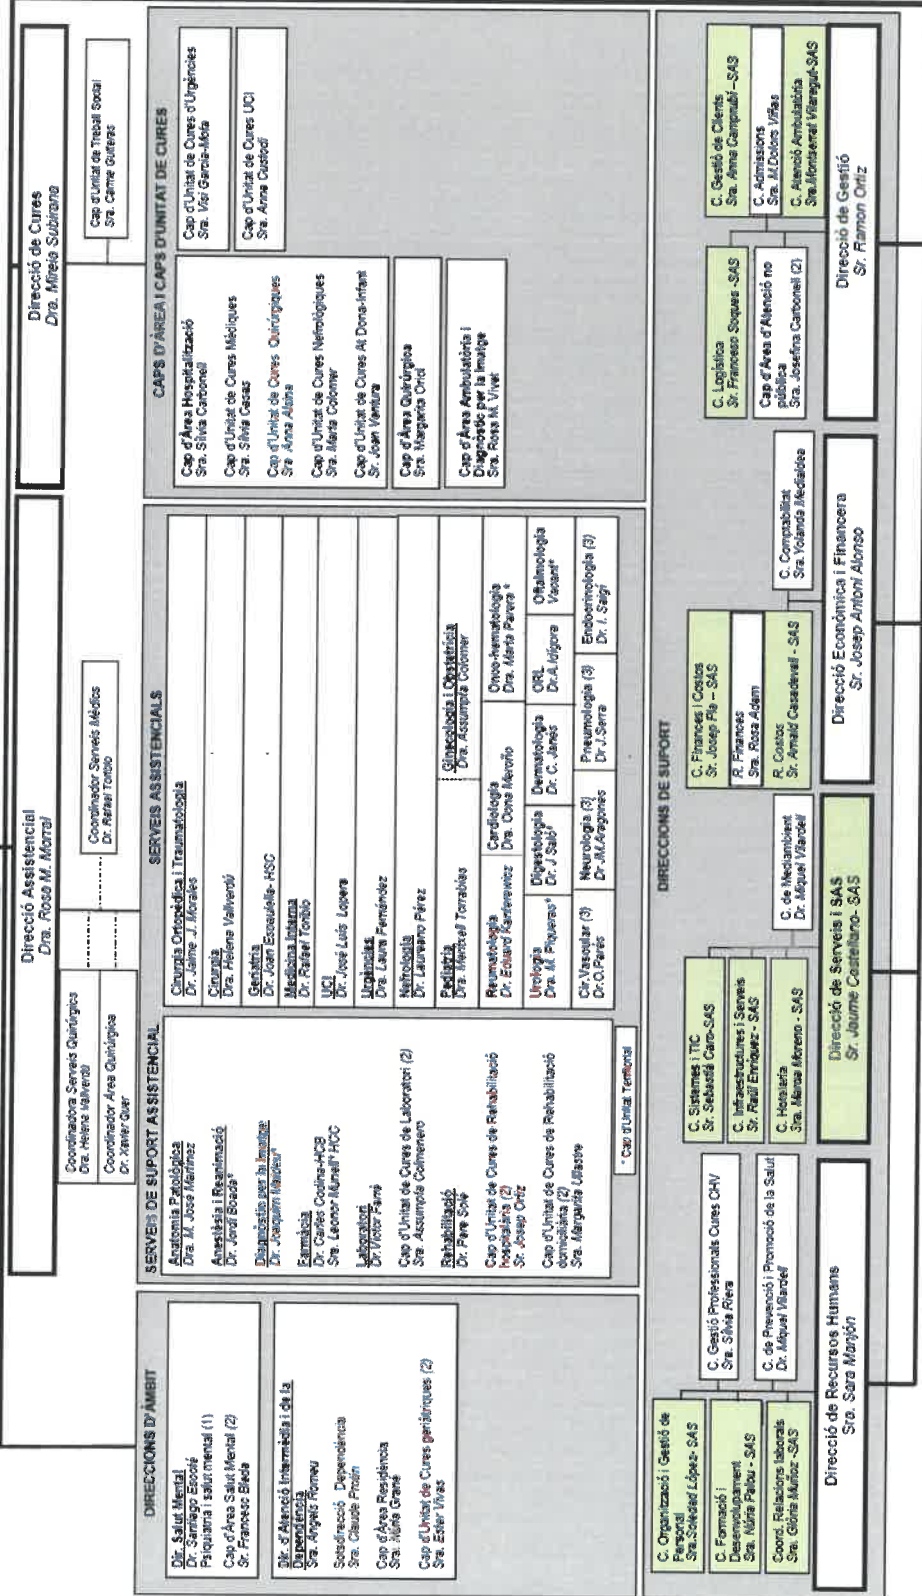 Direcció Assistencial
Dra. Rosa M. Morral
Direcció de Cures
Dra. Mireia Subirana
Coordinadora Serveis Quirúrgics
Dra. Helena Vallverdú
Coordinador Àrea Quirúrgica
Dr. Xavier Quer
Coordinador Serveis Mèdics
Dr. Rafael Toribio
Cap d'Unitat de Treball Social
Sra. Carme Guiteras
DIRECCIONS D'ÀMBIT
Dir. Salut Mental
Dr. Santiago Escoté
Psiquiatria i salut mental (1)
Cap d'Àrea Salut Mental (2)
Sr. Francesc Bleda
Dir. d'Atenció Intermèdia i de la
Dependència
Sra. Àngels Romeu
Sotsdirecció Dependència
Sra. Claude Proïn
Cap d'Àrea Residència
Sra. Núria Grané
Cap d'Unitat de Cures geriàtriques (2)
Sra. Ester Vivas
SERVEIS DE SUPORT ASSISTENCIAL
Anatomia Patològica
Dra. M. José Martínez
Anestèsia i Reanimació
Dr. Jordi Boada*
Diagnòstic per la Imatge
Dr. Joaquim
Farmàcia
Dr. Carles Codina-HCB
Sra. Leonor HCC
Laboratori
Dr. Víctor Farré
Cap d'Unitat de Cures de Laboratori (2)
Sra. Assumpta Colmenero
Rehabilitació
Dr. Pere Solé
Cap d'Unitat de Cures de Rehabilitació
hospitalària (2)
Sr. Josep Ortiz
Cap d'Unitat de Cures de Rehabilitació
domiciliària (2)
Sra. Margarita Ullastre
* Cap d'Unitat Territorial
SERVEIS ASSISTENCIALS
Cirurgia Ortopèdica i Traumatologia
Dr. Jaime J. Morales
Cirurgia
Dra. Helena Vallverdú
Geriatria
Dr. Joan Espaulella- HSC
Medicina Interna
Dr. Rafael Toribio
UCI
Dr. José Luis Lopera
Urgències
Dra. Laura Fernández
Nefrologia
Dr. Laureano Pérez
Pediatria
Dra. Meritxell Torrabias
Ginecologia i Obstetrícia
Dra. Assumpta Colomer
Reumatologia
Dr. Eduard Kanterewicz
Cardiologia
Dra. Oona Meroño
Onco-hematologia
Dra. Marta Parera *
Urologia
Dra. M. Piqueras*
Digestologia
Dr. J Saló*
Dermatologia
Dr. C. Janes
ORL
Dr.A.Idígora
Oftalmologia
Vacant*
Cir.Vascular (3)
Dr.O.Parés
Neurologia (3)
Dr JM.Aragones
Pneumologia (3)
Dr J.Serra
Endocrinologia (3)
Dr. I. Saigí
CAPS D'ÀREA I CAPS D'UNITAT DE CURES
Cap d'Àrea Hospitalització
Sra. Sílvia Carbonell
Cap d'Unitat de Cures Mèdiques
Sra. Sílvia Casas
Cap d'Unitat de Cures Quirúrgiques
Sra Anna
Cap d'Unitat de Cures Nefrològiques
Sra. Marta Colomer
Cap d'Unitat de Cures At Dona-Infant
Sr. Joan Ventura
Cap d'Àrea Quirúrgica
Sra. Margarita Oriol
Cap d'Àrea Ambulatòria i
Diagnòstic per la Imatge
Sra. Rosa M. Vivet
Cap d'Unitat de Cures d'Urgències
Sra. Visi García-Mota
Cap d'Unitat de Cures UCI
Sra. Anna Custodi
DIRECCIONS DE SUPORT
C. Organització i Gestió de
Personal
Sra.Soledad López- SAS
C. Formació i
Desenvolupament
Sra. Núria Palnu - SAS
Coord. Relacions laborals
Sra. Glòria Muñoz -SAS
C. Gestió Professionals Cures CHV
Sra. Sílvia Riera
C. de Prevenció i Promoció de la Salut
Dr. Miquel Vilardell
Direcció de Recursos Humans
Sra. Sara Manjón
C. Sistemes i TIC
Sr. Sebastià Caro-SAS
C. Infraestructures i Serveis
Sr. Raúl Enríquez - SAS
C. Hoteleria
Sra. Maroa Moreno - SAS
C. de Mediambient
Dr. Miquel Vilardell
Direcció de Serveis i SAS
Sr. Jaume Castellano- SAS
C. Finances i Costos
Sr. Josep Pla - SAS
R. Finances
Sra. Rosa Adam
R. Costos
Sr. Arnald Casadevall - SAS
C. Comptabilitat
Sra. Yolanda Medialdea
Direcció Econòmica i Financera
Sr. Josep Antoni Alonso
C. Logística
Sr. Francesc Soques -SAS
Cap d'Àrea d'Atenció no
pública
Sra. Josefina Carbonell (2)
C. Gestió de Clients
Sra. Anna Camprubí -SAS
C. Admissions
Sra. M.Dolors Viñas
C. Atenció Ambulatòria
Sra.Montserrat Vilaregut-SAS
Direcció de Gestió
Sr. Ramon Ortiz